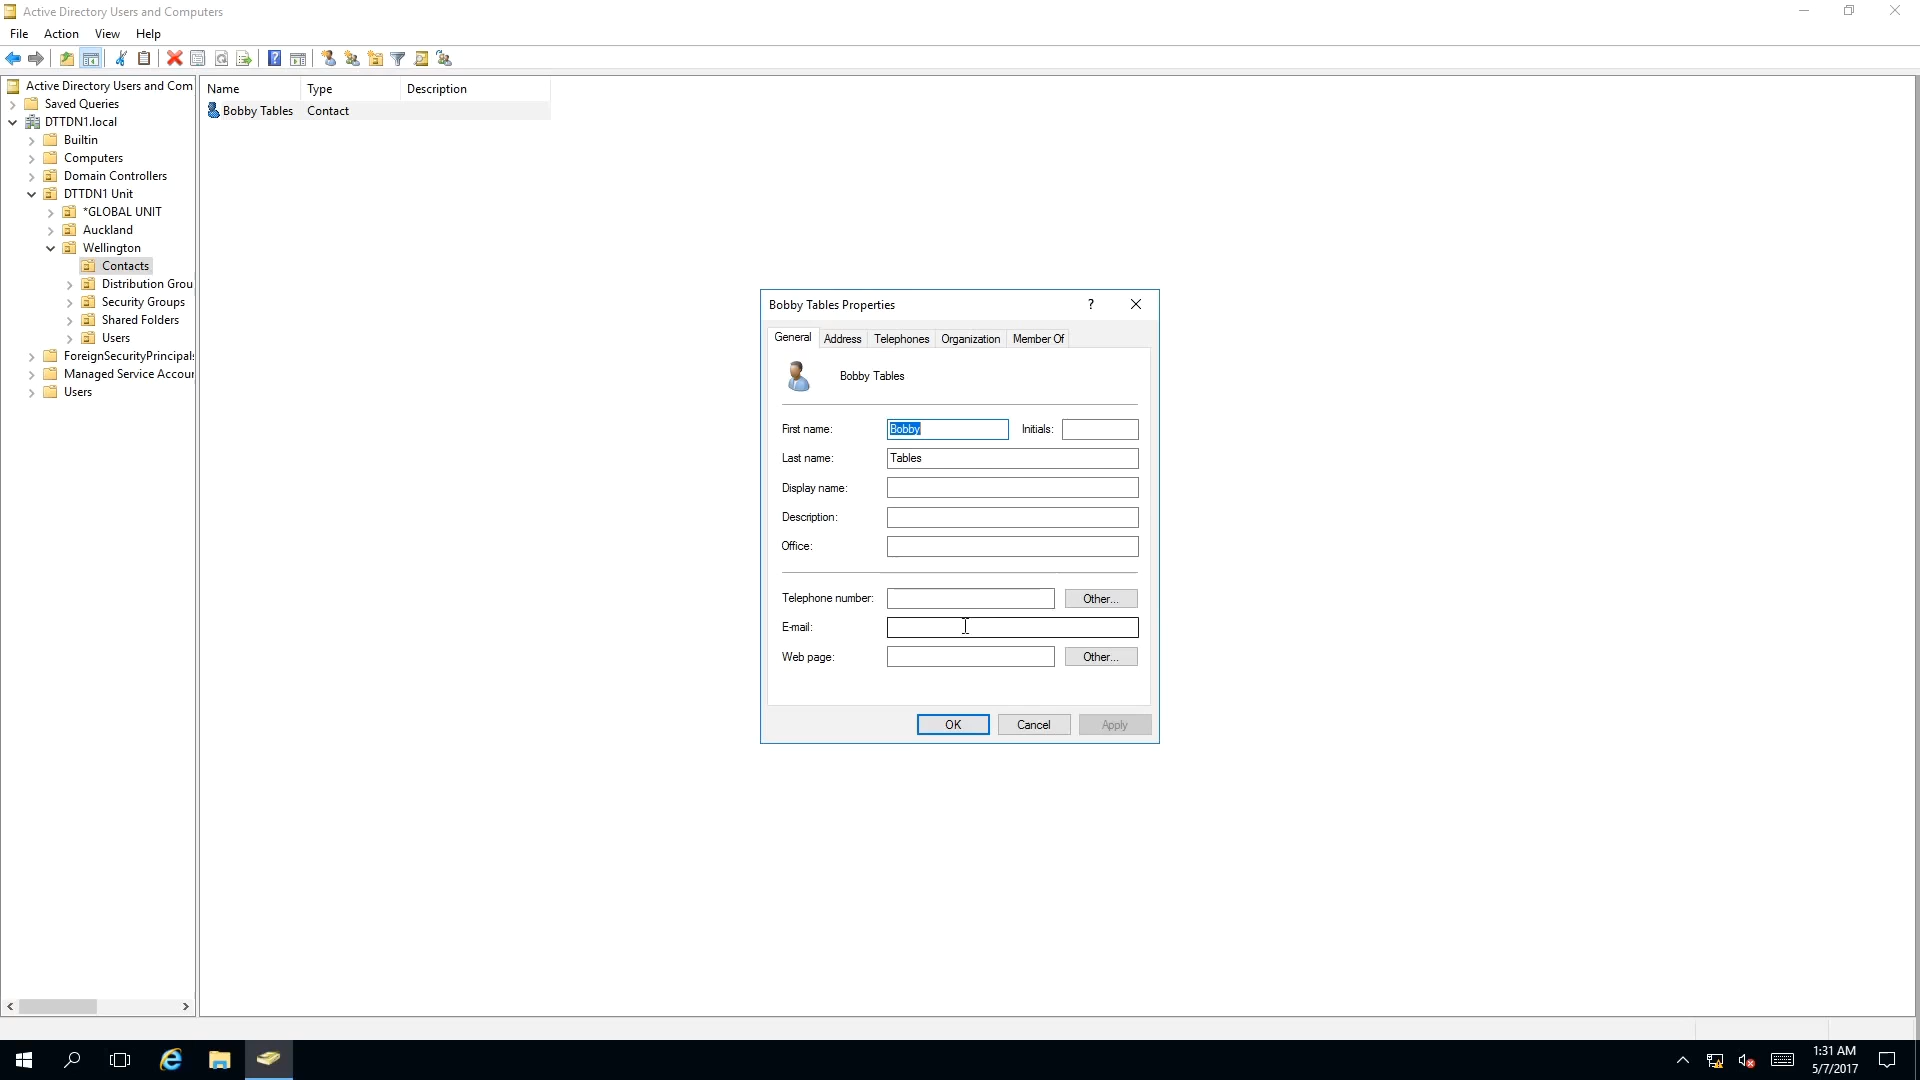 Active Directory Users and Computers
File Action View Help
Active Directory Users and Com
Saved Queries
DTTDN1.local
Builtin
Computers
Domain Controllers
DTTDN1 Unit
*GLOBAL UNIT
Auckland
Wellington
Contacts
Distribution Grou
Security Groups
Shared Folders
Users
ForeignSecurityPrincipals
Managed Service Accour
Users
Name Type Description
Bobby Tables Contact
Bobby Tables Properties
General Address Telephones Organization Member Of
Bobby Tables
First name: Bobby Initials:
Last name: Tables
Display name:
Description:
Office:
Telephone number: Other...
E-mail:
Web page: Other...
OK Cancel Apply
1:31 AM
5/7/2017